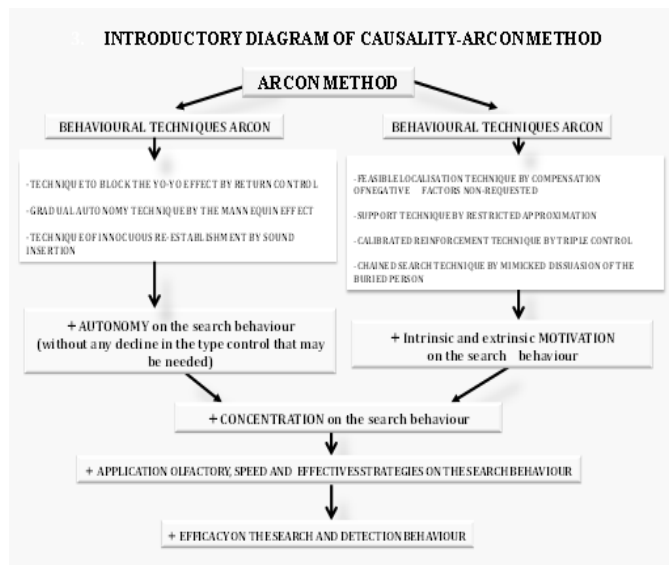 3. INTRODUCTORY DIAGRAM OF CAUSALITY-ARCON METHOD
ARCON METHOD
BEHAVIOURAL TECHNIQUES ARCON
-TECHNIQUE TO BLOCK THE YO-YO EFFECT BY RETURN CONTROL
-GRADUAL AUTONOMY TECHNIQUE BY THE MANNEQUIN EFFECT
-TECHNIQUE OF INNOCUOUS RE-ESTABLISHMENT BY SOUND
INSERTION
+ AUTONOMY on the search behaviour
(without any decline in the type control that may
be needed)
BEHAVIOURAL TECHNIQUES ARCON
-FEASIBLE LOCALISATION TECHNIQUE BY COMPENSATION
OF NEGATIVE FACTORS NON-REQUESTED
-SUPPORT TECHNIQUE BY RESTRICTED APPROXIMATION
-CALIBRATED REINFORCEMENT TECHNIQUE BY TRIPLE CONTROL
-CHAINED SEARCH TECHNIQUE BY MIMICKED DISSUASION OF THE
BURIED PERSON
+ Intrinsic and extrinsic MOTIVATION
on the search behaviour
+ CONCENTRATION on the search behaviour
+ APPLICATION OLFACTORY, SPEED AND EFFECTIVE STRATEGIES ON THE SEARCH BEHAVIOUR
+ EFFICACY ON THE SEARCH AND DETECTION BEHAVIOUR